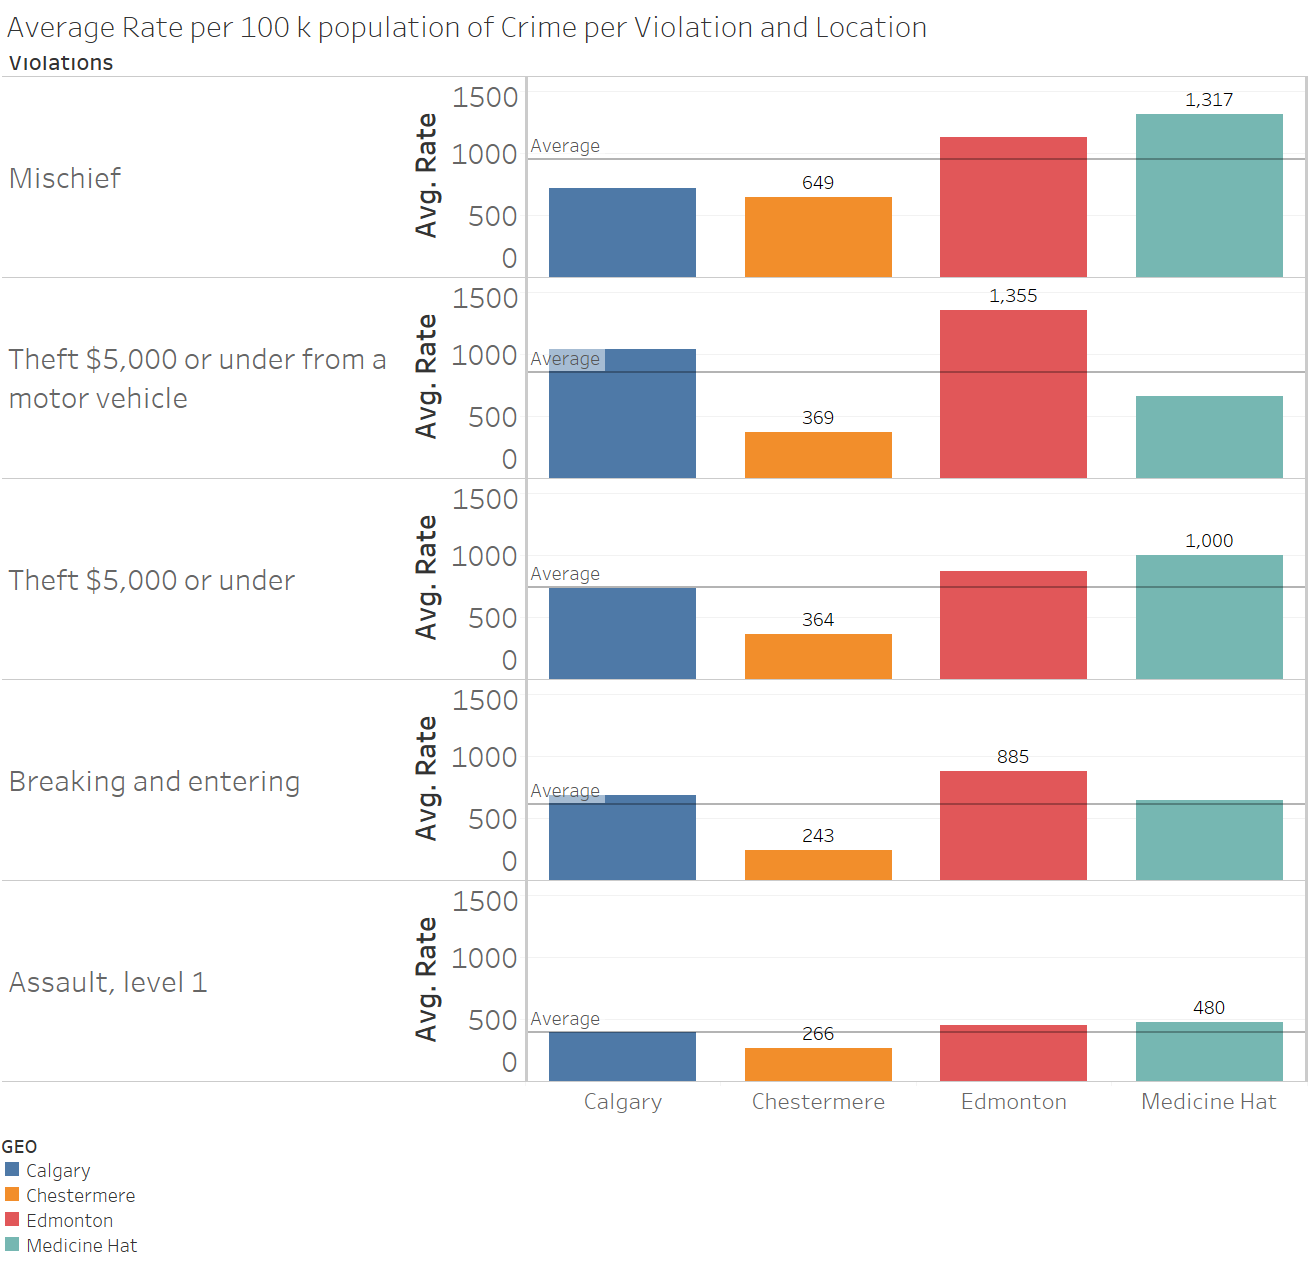 Average Rate per 100 k population of Crime per Violation and Location
Violations
Mischief
Avg. Rate
1500
1000
500
0
Average
649
1,317
Theft $5,000 or under from a
motor vehicle
Avg. Rate
1500
1000
500
0
Average
369
1,355
Theft $5,000 or under
Avg. Rate
1500
1000
500
0
Average
364
1,000
Breaking and entering
Avg. Rate
1500
1000
500
0
Average
243
885
Assault, level 1
Avg. Rate
1500
1000
500
0
Average
266
480
Calgary Chestermere Edmonton Medicine Hat
GEO
Calgary
Chestermere
Edmonton
Medicine Hat